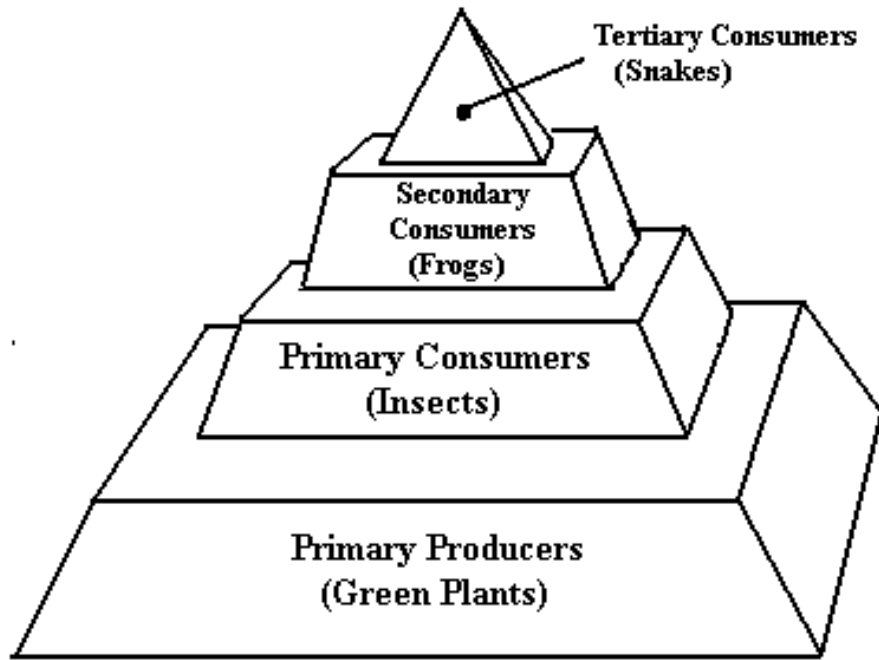 Tertiary Consumers
(Snakes)
Secondary
Consumers
(Frogs)
Primary Consumers
(Insects)
Primary Producers
(Green Plants)